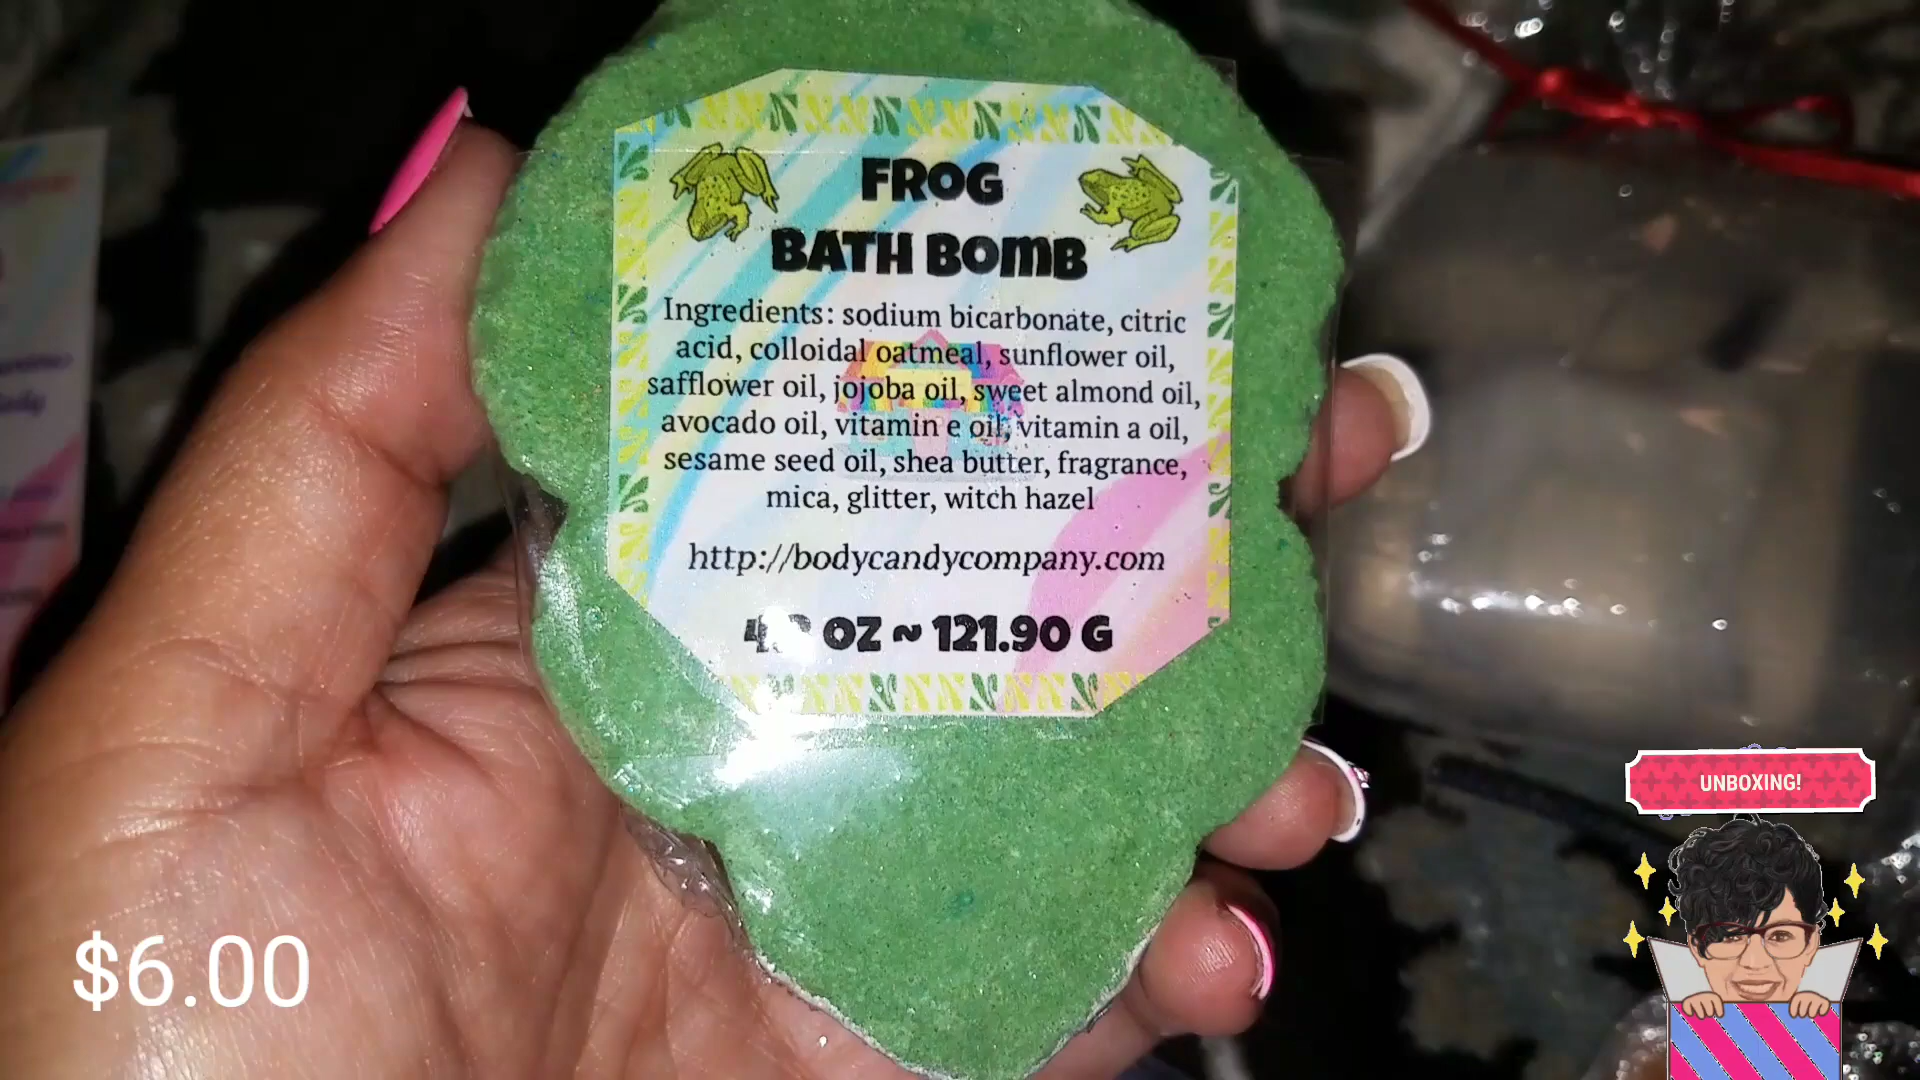 FROG
BATH BOMB
Ingredients: sodium bicarbonate, citric
acid, colloidal oatmeal, sunflower oil,
safflower oil, jojoba oil, sweet almond oil,
avocado oil, vitamin e oil, vitamin a oil,
sesame seed oil, shea butter, fragrance,
mica, glitter, witch hazel
http://bodycandycompany.com
OZ ~ 121.90 G
$6.00
UNBOXING!